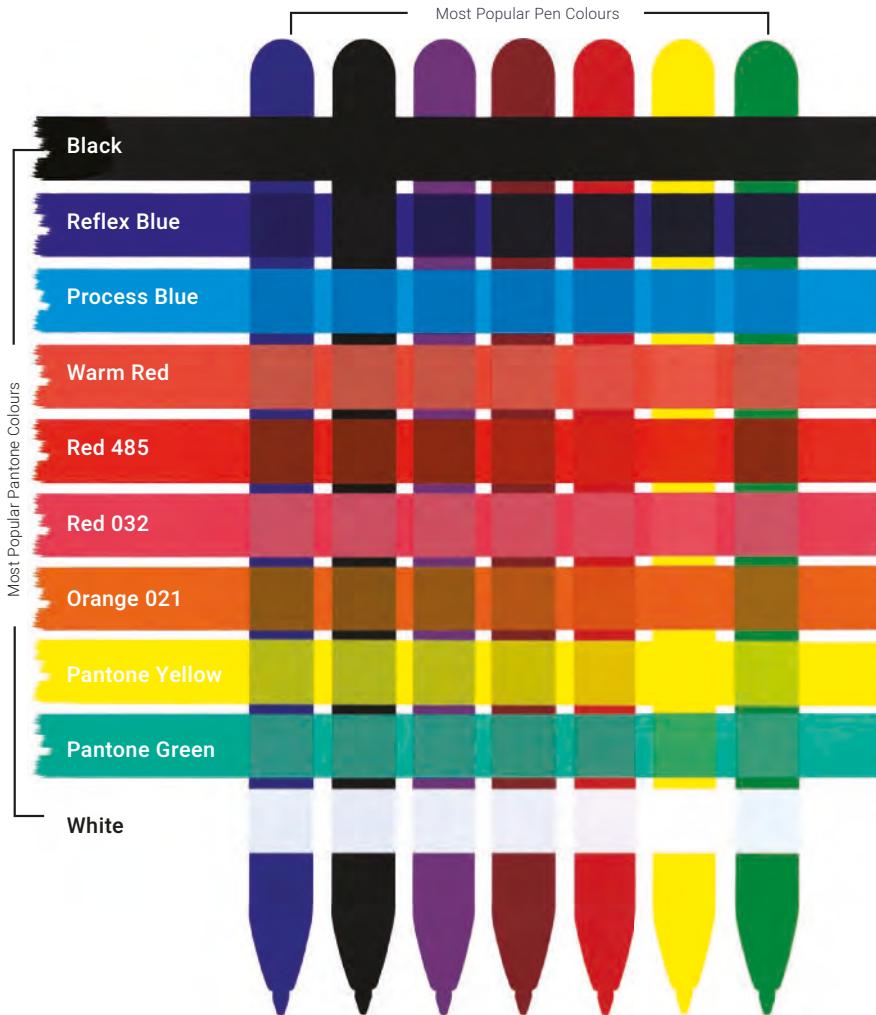 Most Popular Pen Colours
Most Popular Pantone Colours
Black
Reflex Blue
Process Blue
Warm Red
Red 485
Red 032
Orange 021
Pantone Yellow
Pantone Green
White